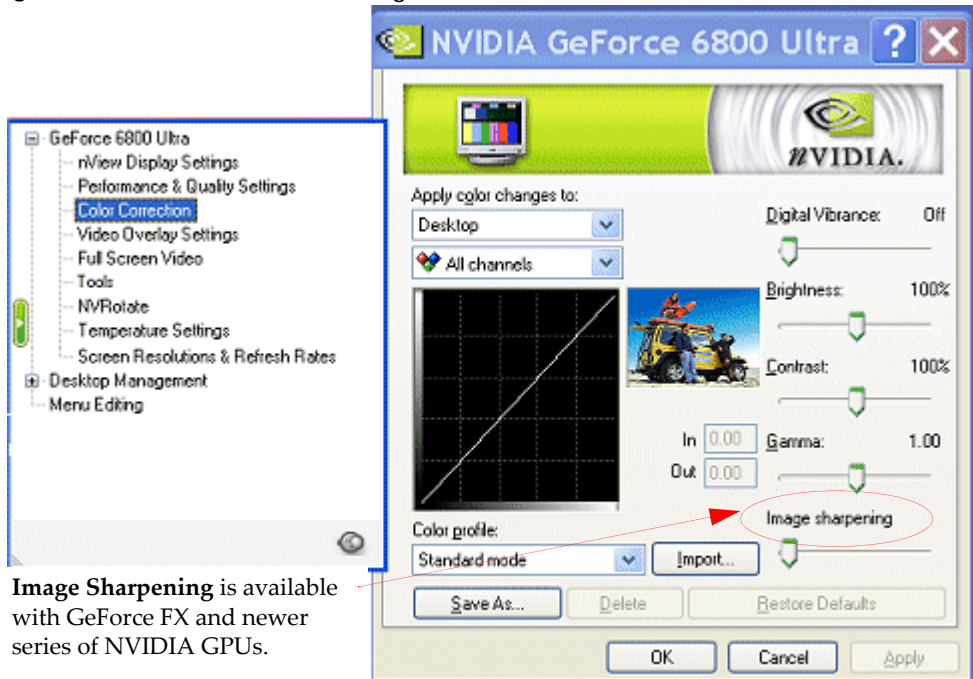 NVIDIA GeForce 6800 Ultra
nVIDIA.
GeForce 6800 Ultra
nView Display Settings
Performance & Quality Settings
Color Correction
Video Overlay Settings
Full Screen Video
Tools
NVRotate
Temperature Settings
Screen Resolutions & Refresh Rates
Desktop Management
Menu Editing
Apply color changes to:
Desktop
All channels
Digital Vibrance: Off
Brightness: 100%
Contrast: 100%
In 0.00
Out 0.00
Gamma: 1.00
Image sharpening
Color profile:
Standard mode
Import...
Save As...
Delete
Restore Defaults
OK
Cancel
Apply
Image Sharpening is available
with GeForce FX and newer
series of NVIDIA GPUs.